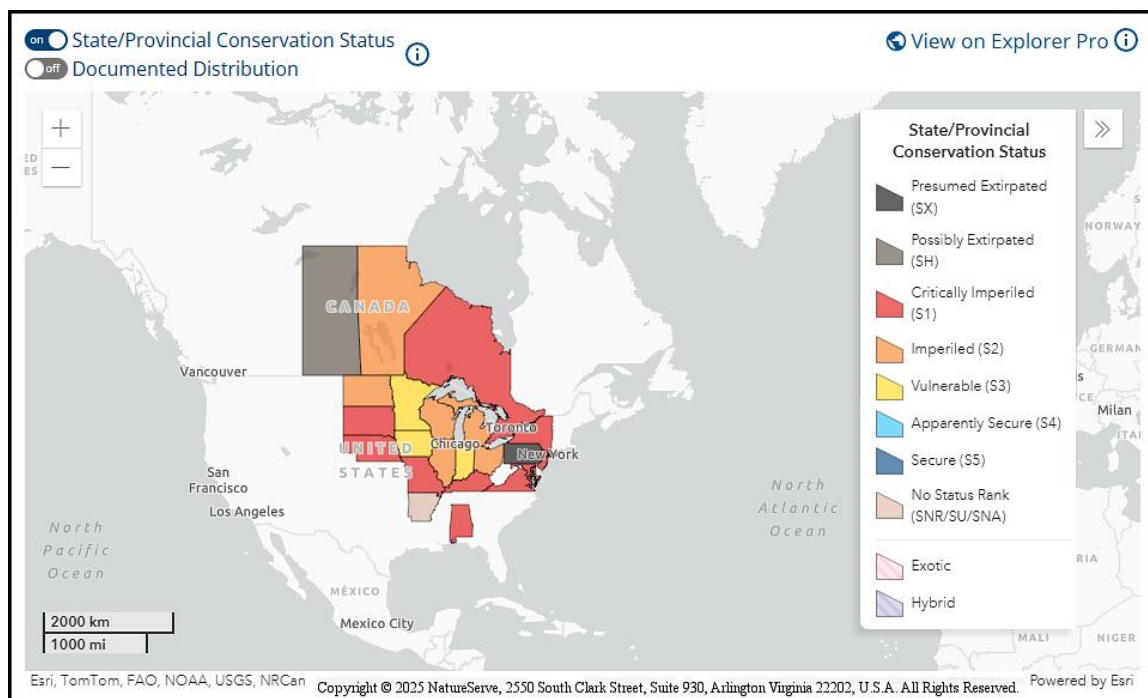 on State/Provincial Conservation Status
off Documented Distribution
View on Explorer Pro
State/Provincial
Conservation Status
Presumed Extirpated
(SX)
Possibly Extirpated
(SH)
Critically Imperiled
(S1)
Imperiled (S2)
Vulnerable (S3)
Apparently Secure (S4)
Secure (S5)
No Status Rank
(SNR/SU/SNA)
Exotic
Hybrid
NORWAY
GERMAN
Milan
ITA
MALI
NIGER
CANADA
Vancouver
Toronto
Chicago
New York
UNITED
STATES
San
Francisco
Los Angeles
North
Pacific
Ocean
North
Atlantic
Ocean
MÉXICO
Mexico City
2000 km
1000 mi
Esri, TomTom, FAO, NOAA, USGS, NRCan
Copyright © 2025 NatureServe, 2550 South Clark Street, Suite 930, Arlington Virginia 22202, U.S.A. All Rights Reserved.
Powered by Esri